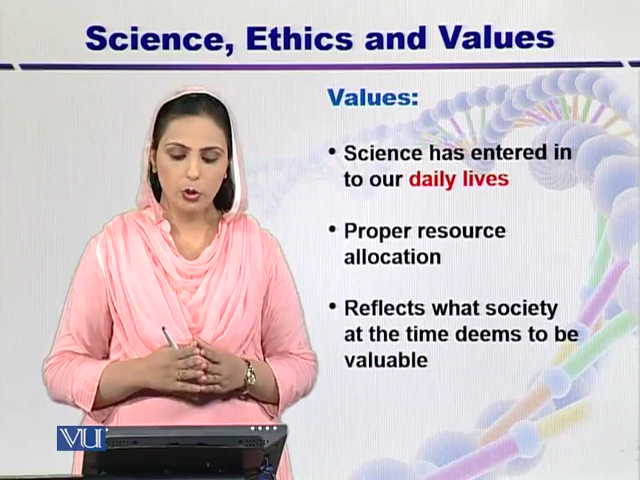 Science, Ethics and Values
Values:
• Science has entered in
to our daily lives
• Proper resource
allocation
• Reflects what society
at the time deems to be
valuable
VU